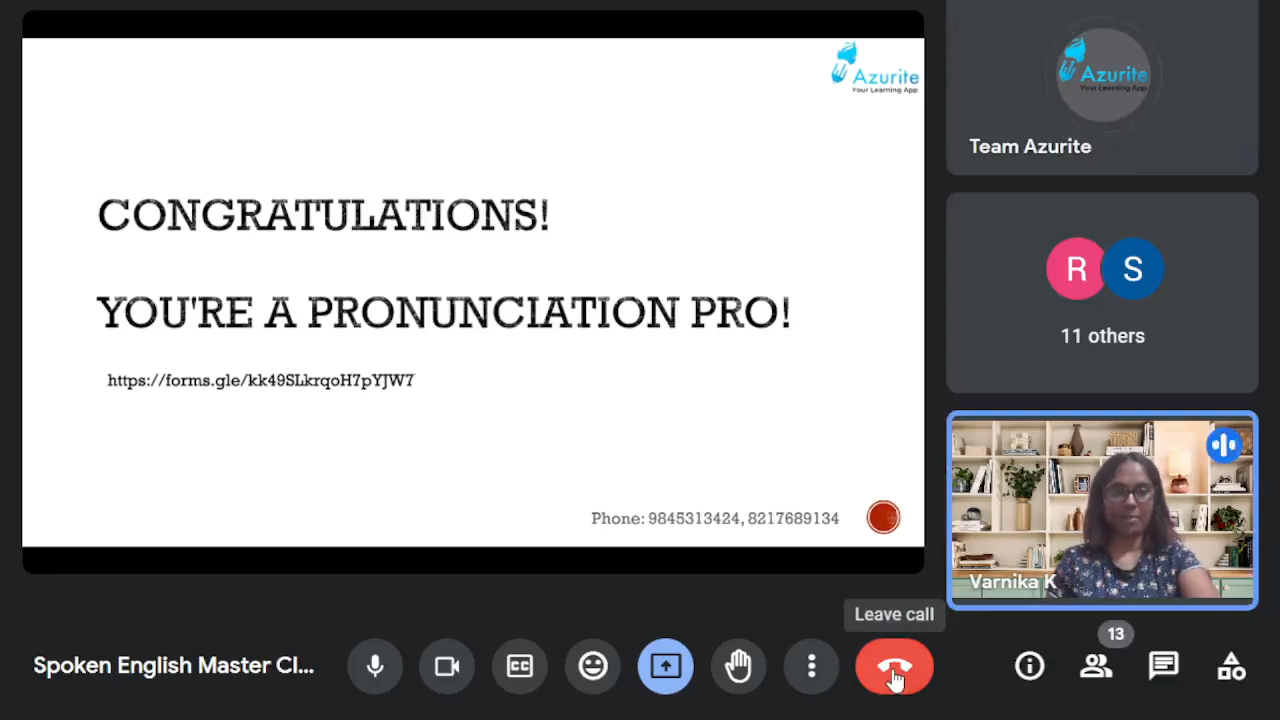 Azurite
Your Learning App
CONGRATULATIONS!
YOU'RE A PRONUNCIATION PRO!
https://forms.gle/kk49SLkrqoH7pYJW7
Phone: 9845313424, 8217689134
Azurite
Your Learning App
Team Azurite
R S
11 others
Varnika K
Leave call
Spoken English Master Cl...
CC
13